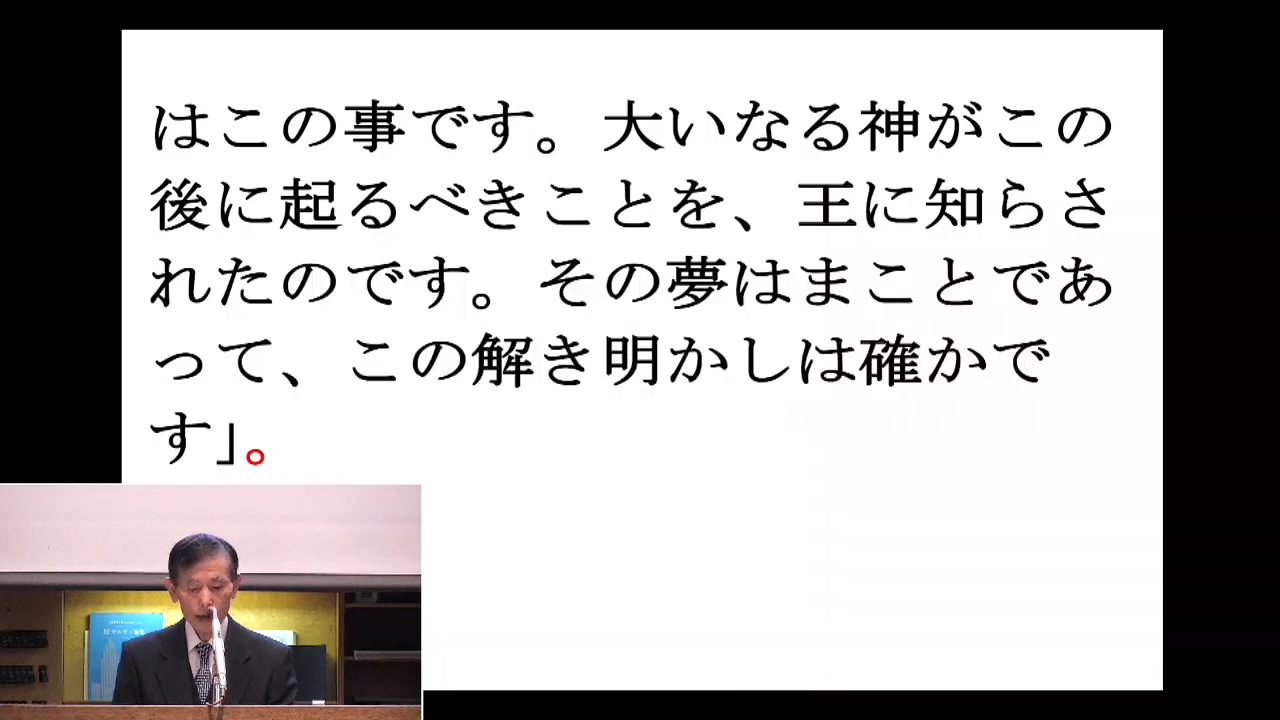 はこの事です。大いなる神がこの
後に起るべきことを、王に知らさ
れたのです。その夢はまことであ
って、この解き明かしは確かで
す」。